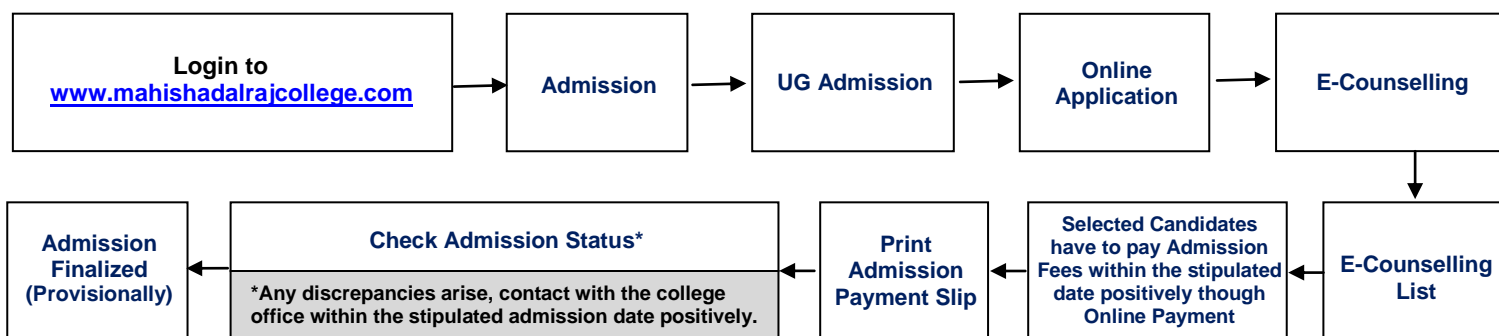 Login to
www.mahishadalrajcollege.com
Admission
UG Admission
Online
Application
E-Counselling
E-Counselling
List
Selected Candidates
have to pay Admission
Fees within the stipulated
date positively though
Online Payment
Print
Admission
Payment Slip
Check Admission Status*
*Any discrepancies arise, contact with the college
office within the stipulated admission date positively.
Admission
Finalized
(Provisionally)